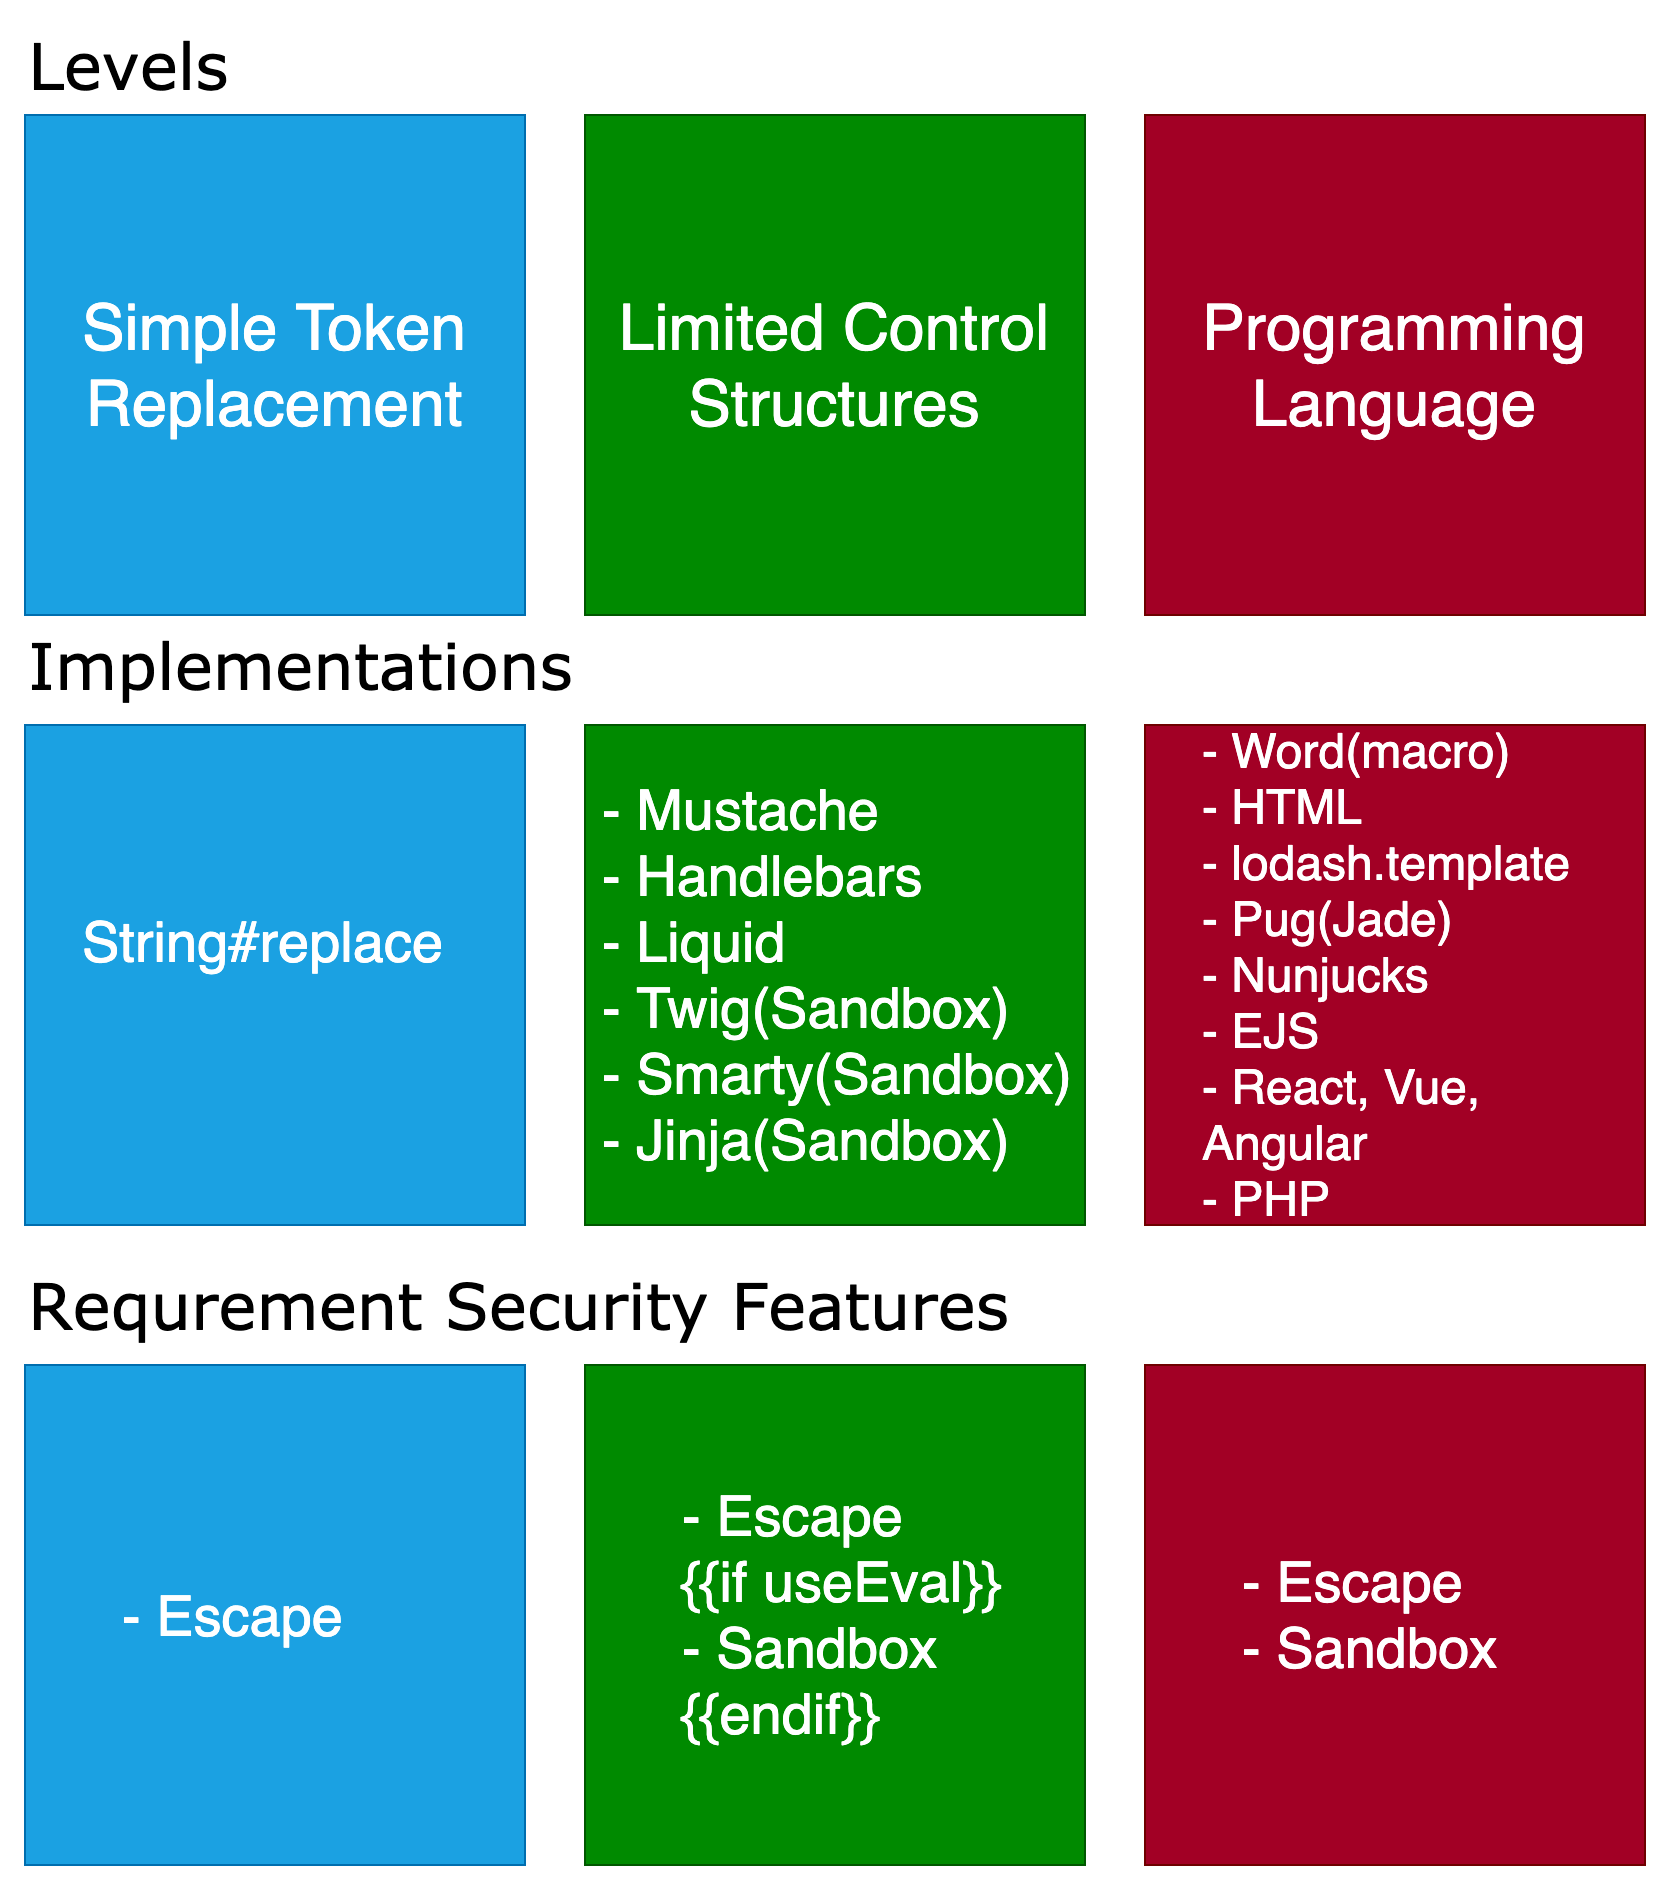 Levels
Simple Token
Replacement
Limited Control
Structures
Programming
Language
Implementations
String#replace
- Mustache
- Handlebars
- Liquid
- Twig(Sandbox)
- Smarty(Sandbox)
- Jinja(Sandbox)
- Word(macro)
- HTML
- lodash.template
- Pug(Jade)
- Nunjucks
- EJS
- React, Vue,
Angular
- PHP
Requrement Security Features
- Escape
- Escape
{{if useEval}}
- Sandbox
{{endif}}
- Escape
- Sandbox